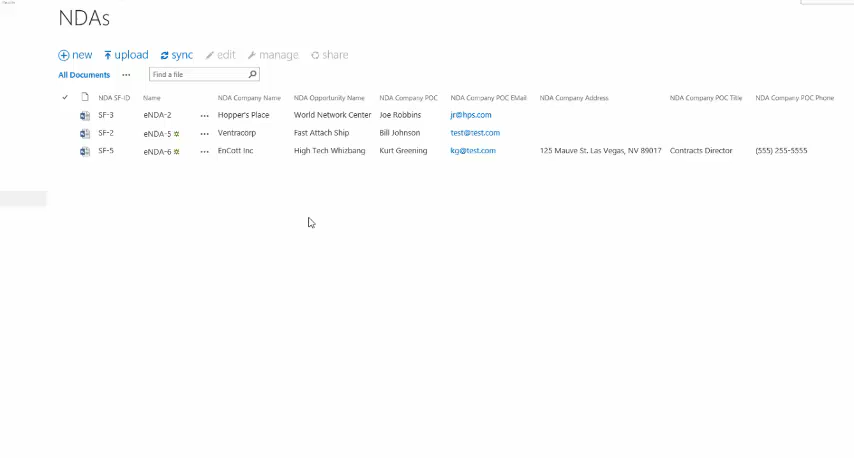 NDAs
new upload sync edit manage share
All Documents ... Find a file
NDA SF-ID Name NDA Company Name NDA Opportunity Name NDA Company POC NDA Company POC EMail NDA Company Address NDA Company POC Title NDA Company POC Phone
SF-3 eNDA-2 ... Hopper's Place World Network Center Joe Robbins jr@hps.com
SF-2 eNDA-5 ... Ventracorp Fast Attach Ship Bill Johnson test@test.com
SF-5 eNDA-6 ... EnCott Inc High Tech Whizbang Kurt Greening kg@test.com 125 Mauve St. Las Vegas, NV 89017 Contracts Director (555) 255-5555